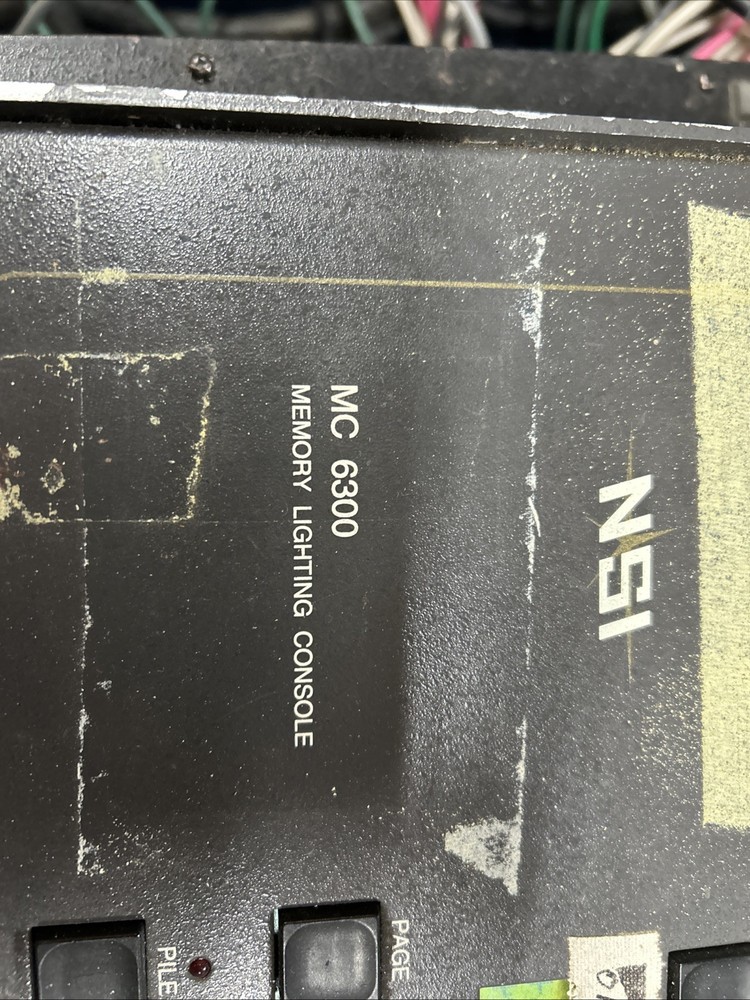 NSI
MC 6300
MEMORY LIGHTING CONSOLE
PAGE
PILE